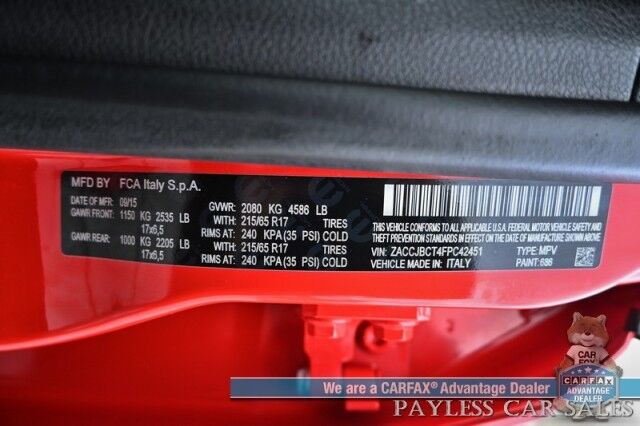 MFD BY FCA Italy S.p.A.
09/15
GAWR FRONT: 1150 KG 2535 LB
17x6,5
GAWR REAR: 1000 KG 2205 LB
17x6,5
GVWR: 2080 KG 4586 LB
WITH: 215/65 R17 TIRES
RIMS AT: 240 KPA(35 PSI) COLD
WITH: 215/65 R17 TIRES
RIMS AT: 240 KPA(35 PSI) COLD
THIS VEHICLE CONFORMS TO ALL APPLICABLE U.S.A. FEDERAL MOTOR VEHICLE
SAFETY, BUMPER AND THEFT PREVENTION STANDARDS IN
EFFECT ON THE DATE OF MANUFACTURE SHOWN ABOVE.
VIN: ZACCJBCT4FPC42451 TYPE: MPV
VEHICLE MADE IN: ITALY PAINT: 686
CAR
FOX
CARFAX
ADVANTAGE
DEALER
We are a CARFAX® Advantage Dealer
PAYLESS CAR SALES